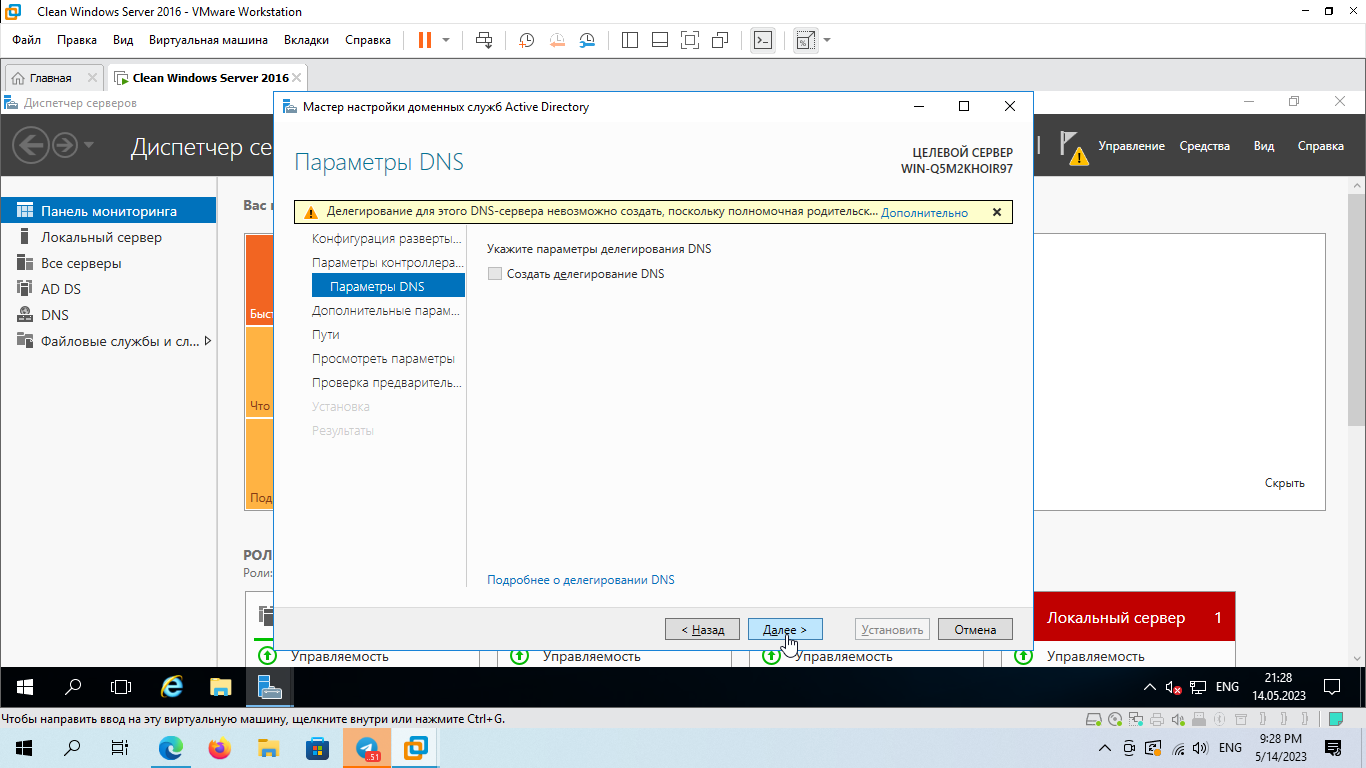 Clean Windows Server 2016 - VMware Workstation
Файл Правка Вид Виртуальная машина Вкладки Справка
Главная Clean Windows Server 2016
Диспетчер серверов
Мастер настройки доменных служб Active Directory
Диспетчер се
Управление Средства Вид Справка
Параметры DNS
ЦЕЛЕВОЙ СЕРВЕР
WIN-Q5M2KHOIR97
Делегирование для этого DNS-сервера невозможно создать, поскольку полномочная родительск... Дополнительно
Панель мониторинга
Локальный сервер
Все серверы
AD DS
DNS
Файловые службы и сл...
Вас
Быст
Что
Под
Скрыть
Конфигурация разверты...
Параметры контроллера...
Параметры DNS
Дополнительные парам...
Пути
Просмотреть параметры
Проверка предваритель...
Установка
Результаты
Укажите параметры делегирования DNS
Создать делегирование DNS
Подробнее о делегировании DNS
< Назад Далее > Установить Отмена
РОЛ
Роли:
Локальный сервер 1
Управляемость Управляемость Управляемость Управляемость
ENG
21:28
14.05.2023
Чтобы направить ввод на эту виртуальную машину, щелкните внутри или нажмите Ctrl+G.
51
ENG
9:28 PM
5/14/2023